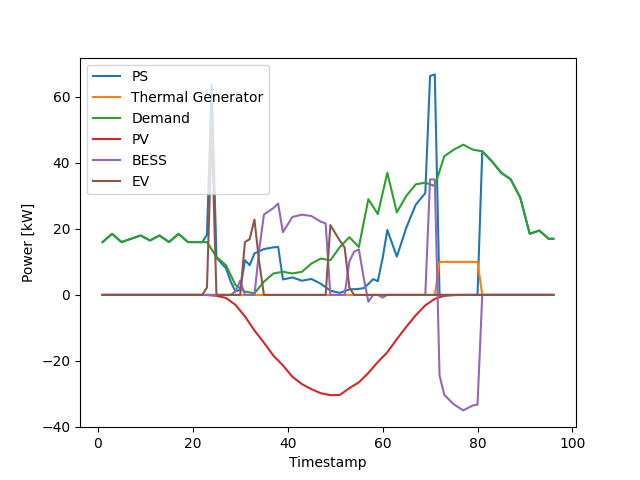 PS
Thermal Generator
Demand
PV
BESS
EV
Power [kW]
60
40
20
0
−20
−40
0 20 40 60 80 100
Timestamp